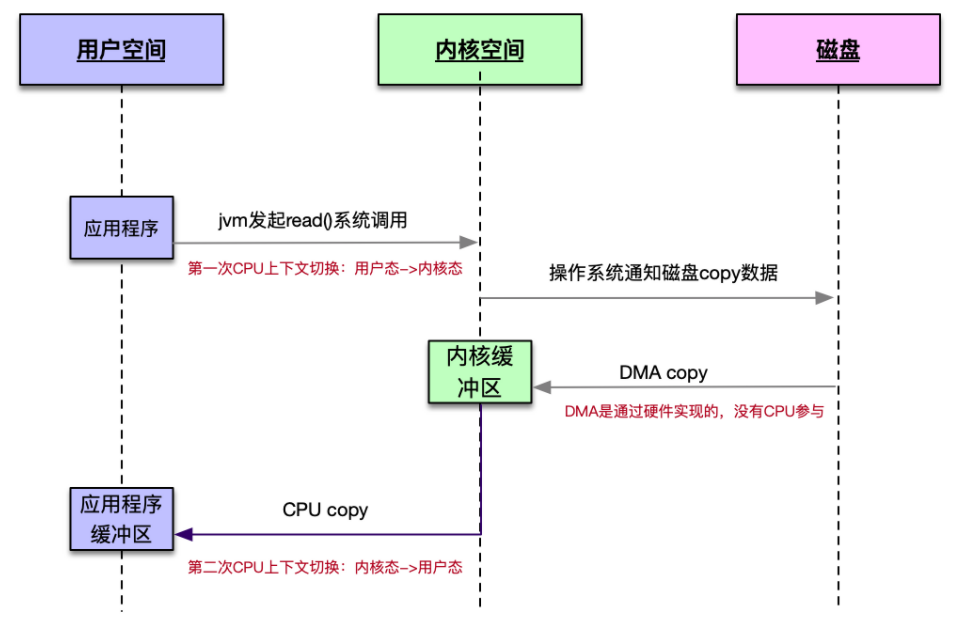 用户空间
内核空间
磁盘
应用程序
jvm发起read()系统调用
第一次CPU上下文切换：用户态->内核态
操作系统通知磁盘copy数据
内核缓
冲区
DMA copy
DMA是通过硬件实现的，没有CPU参与
应用程序
缓冲区
CPU copy
第二次CPU上下文切换：内核态->用户态